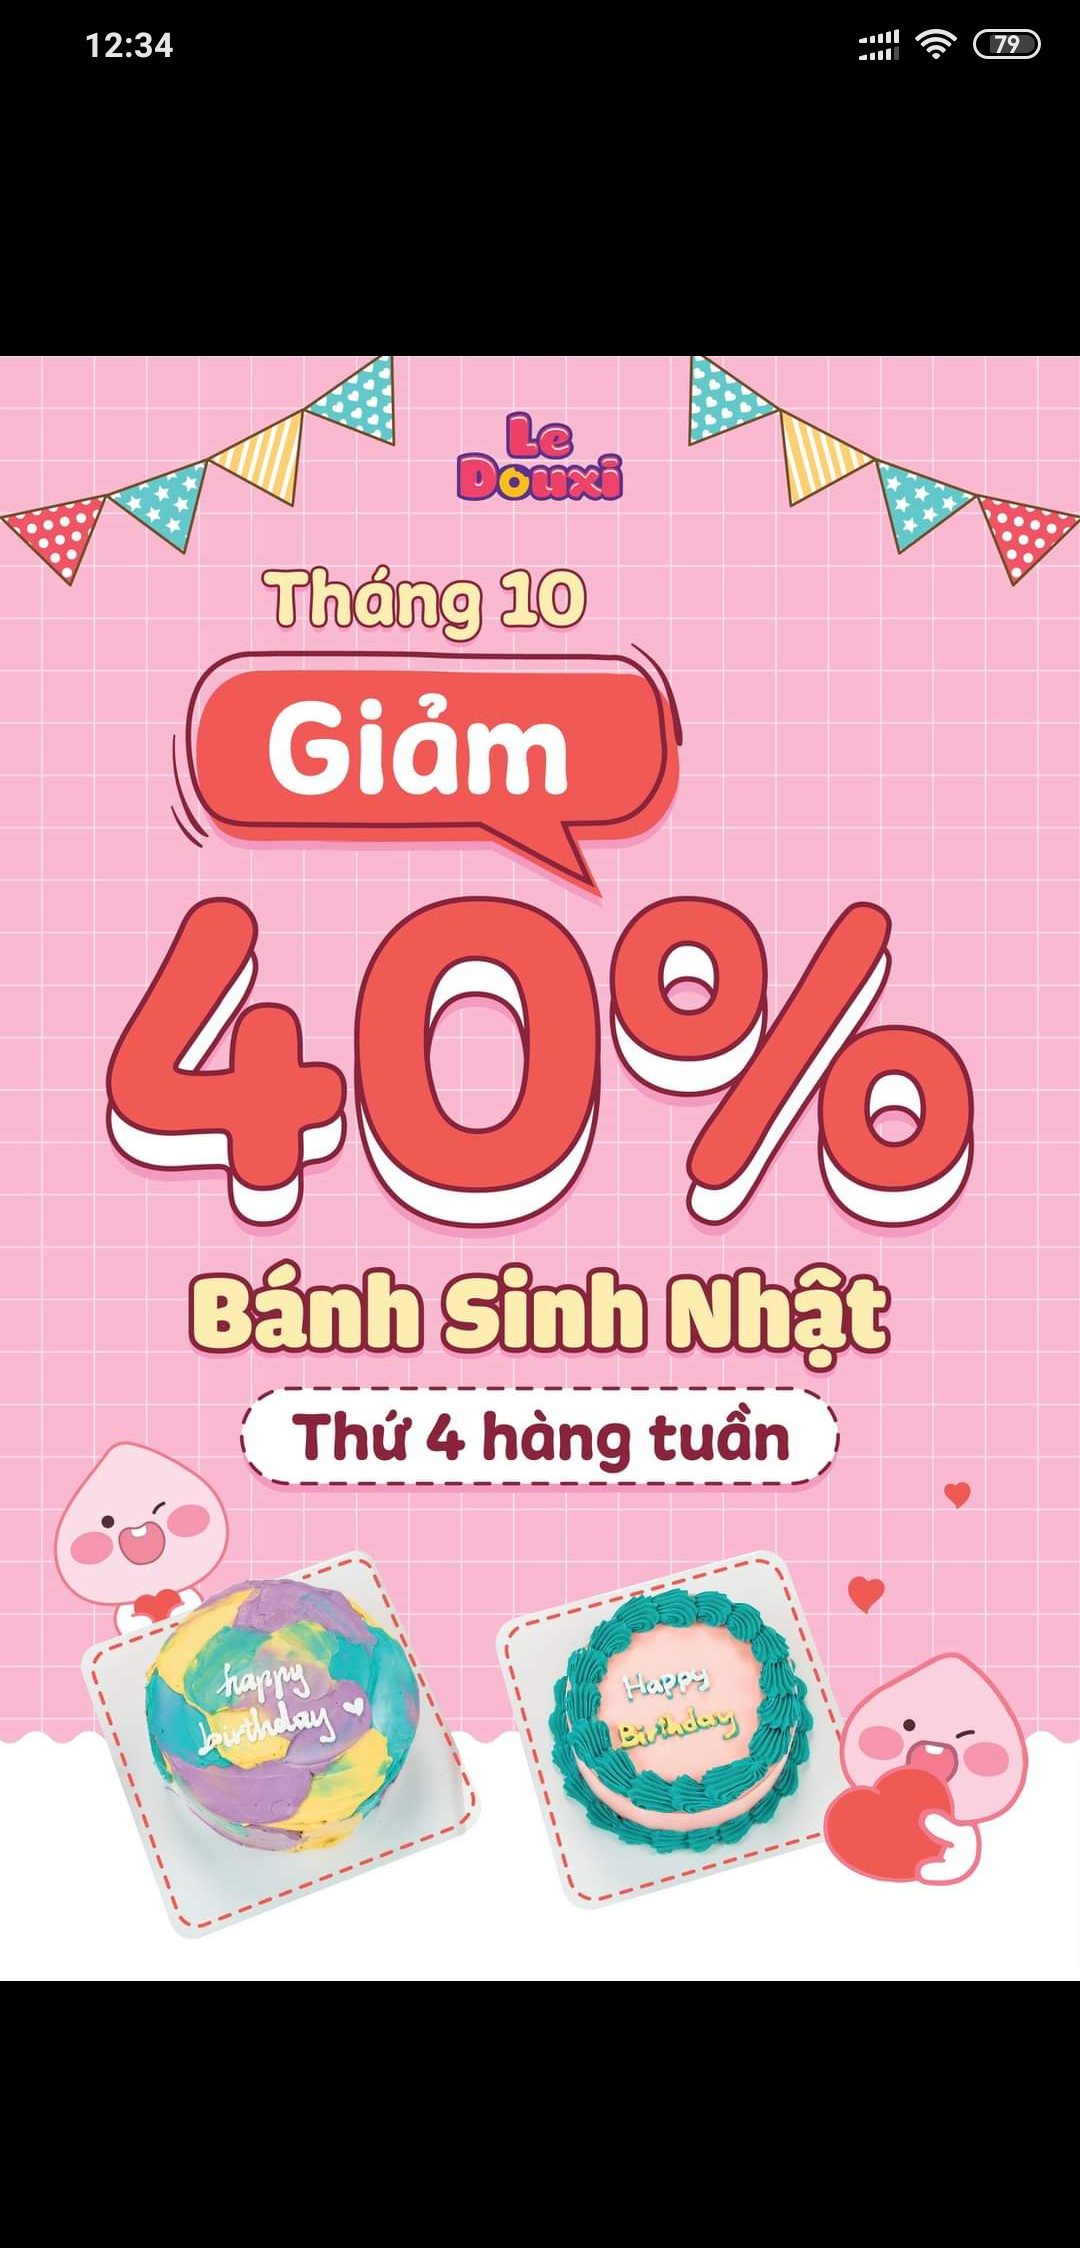 12:34
79
Le
Douxi
Tháng 10
Giảm
40%
Bánh Sinh Nhật
Thứ 4 hàng tuần
happy
birthday
Happy
Birthday